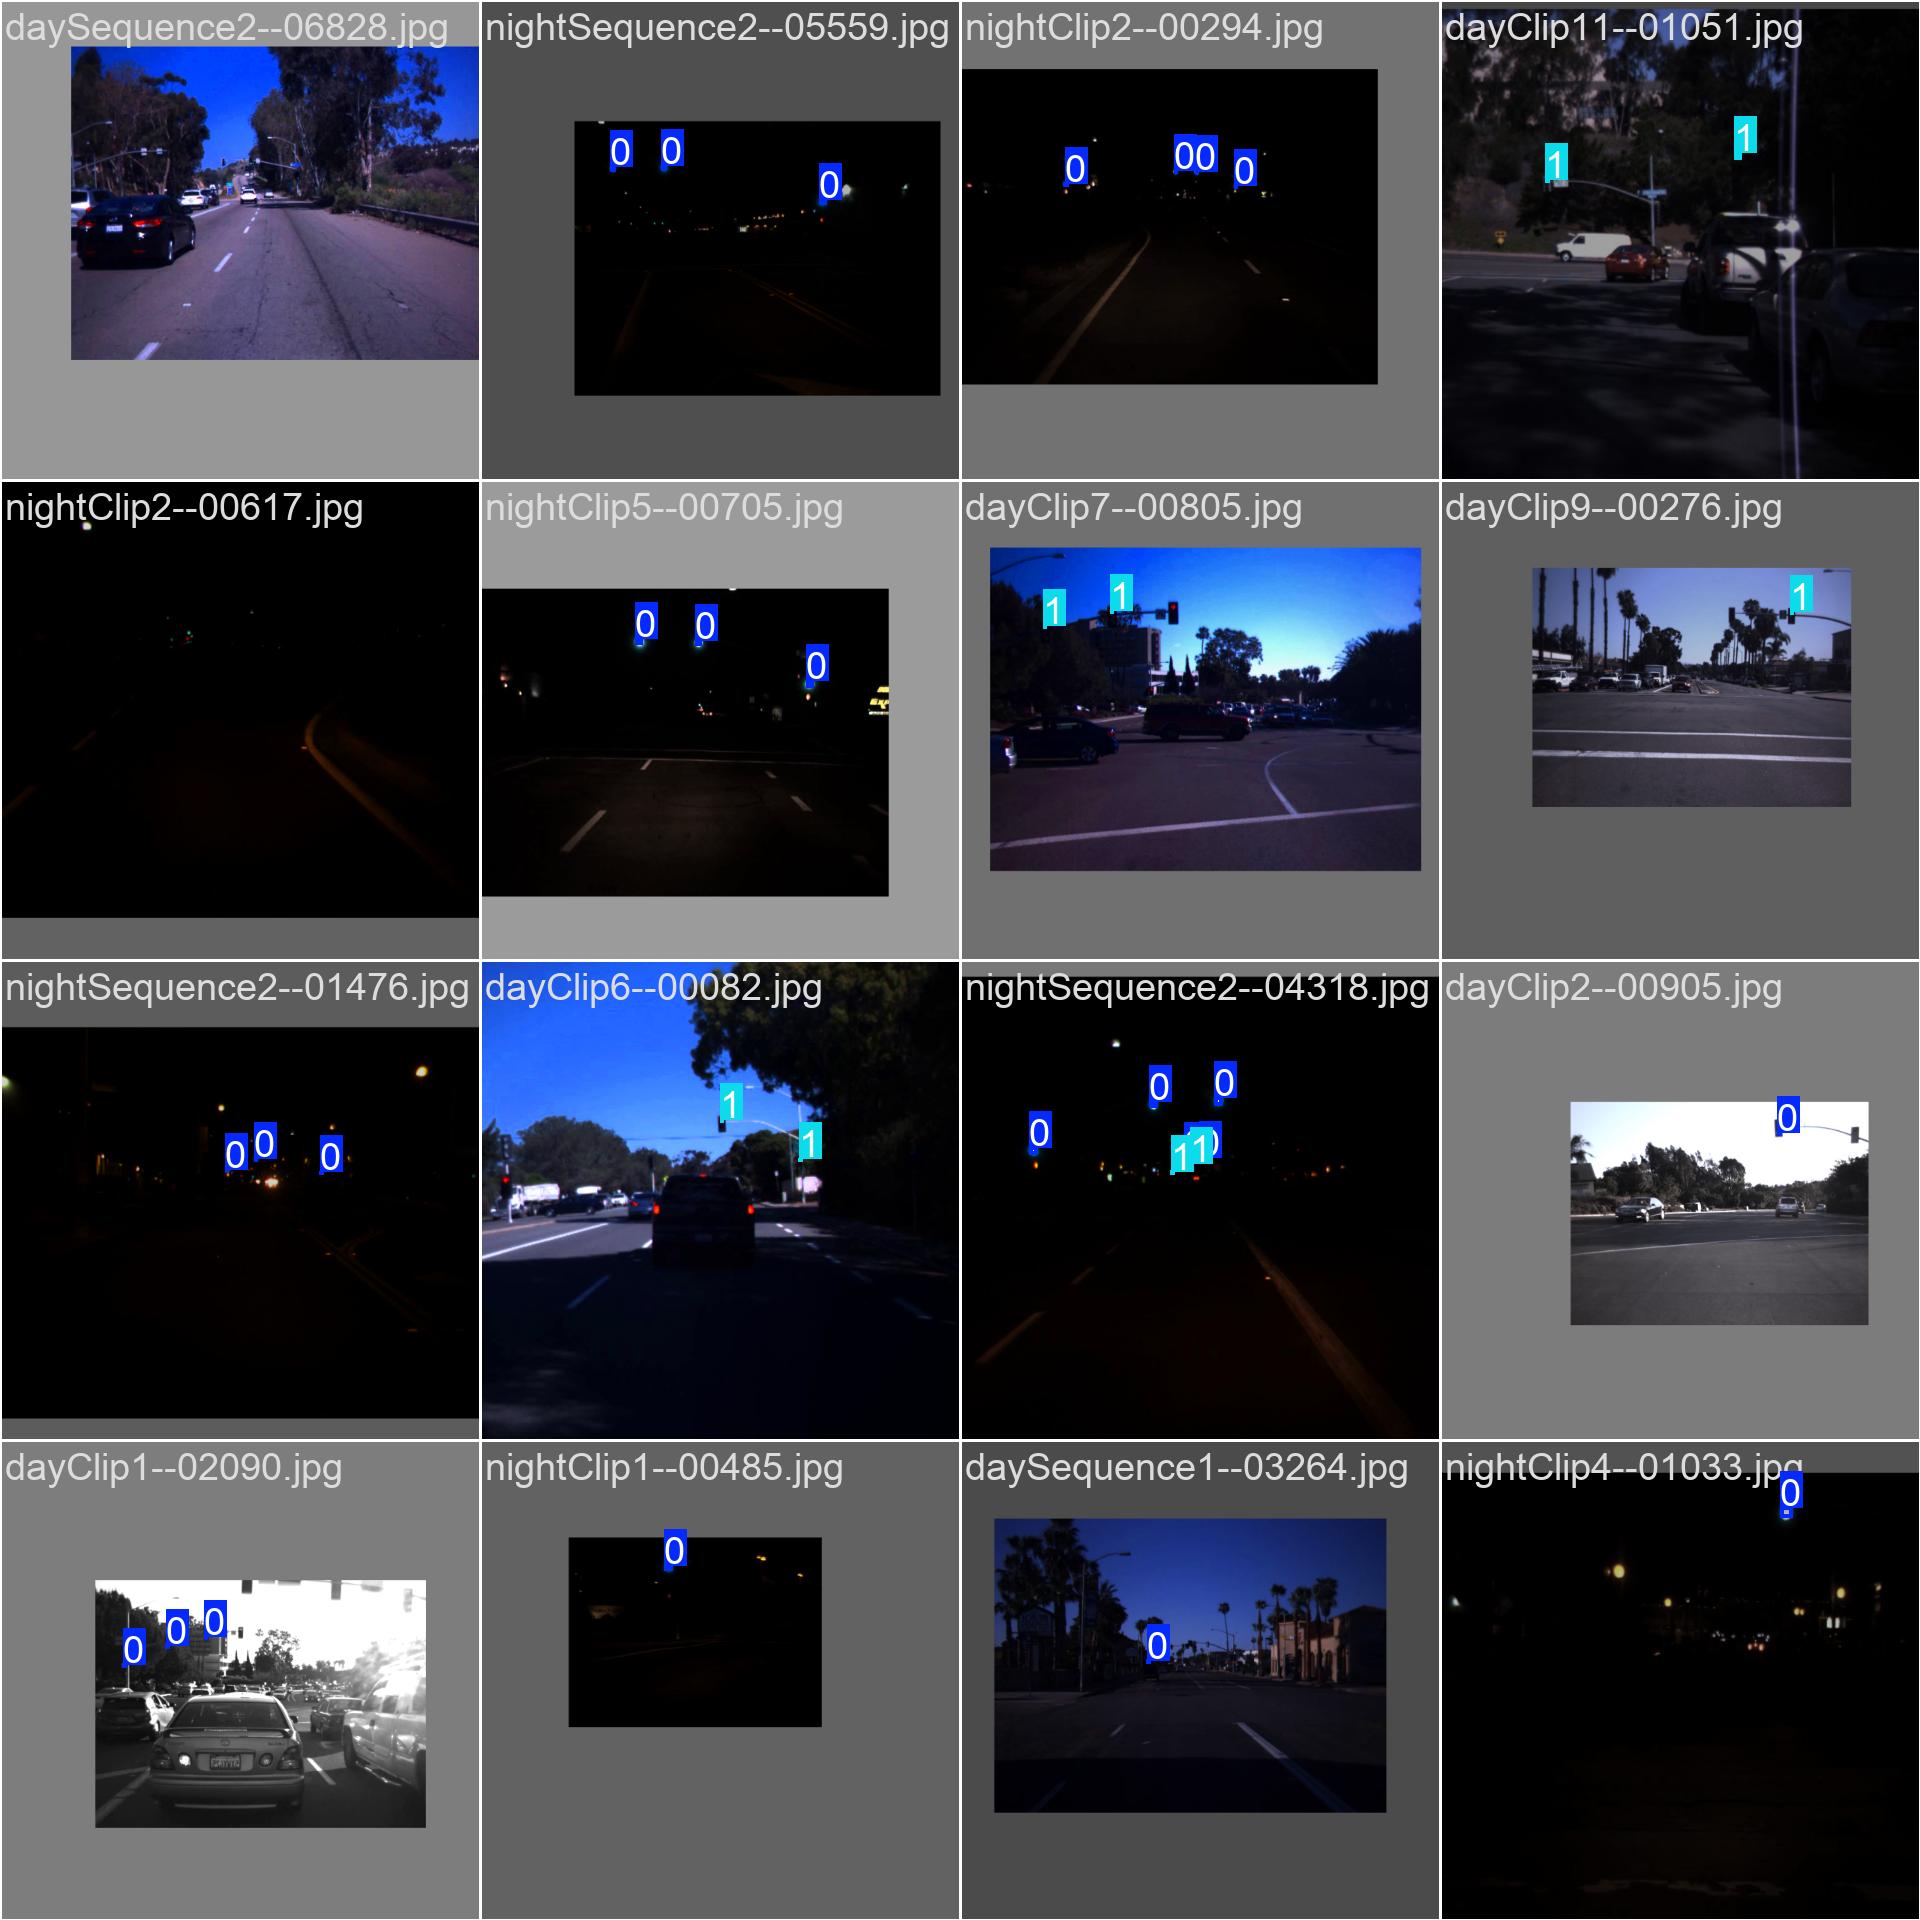 daySequence2--06828.jpg
nightSequence2--05559.jpg
nightClip2--00294.jpg
dayClip11--01051.jpg
0
0
0
0
0
0
0
1
1
nightClip2--00617.jpg
nightClip5--00705.jpg
dayClip7--00805.jpg
dayClip9--00276.jpg
0
0
0
1
1
1
nightSequence2--01476.jpg
dayClip6--00082.jpg
nightSequence2--04318.jpg
dayClip2--00905.jpg
0
0
0
1
1
0
0
0
1
1
0
0
dayClip1--02090.jpg
nightClip1--00485.jpg
daySequence1--03264.jpg
nightClip4--01033.jpg
0
0
0
0
0
0